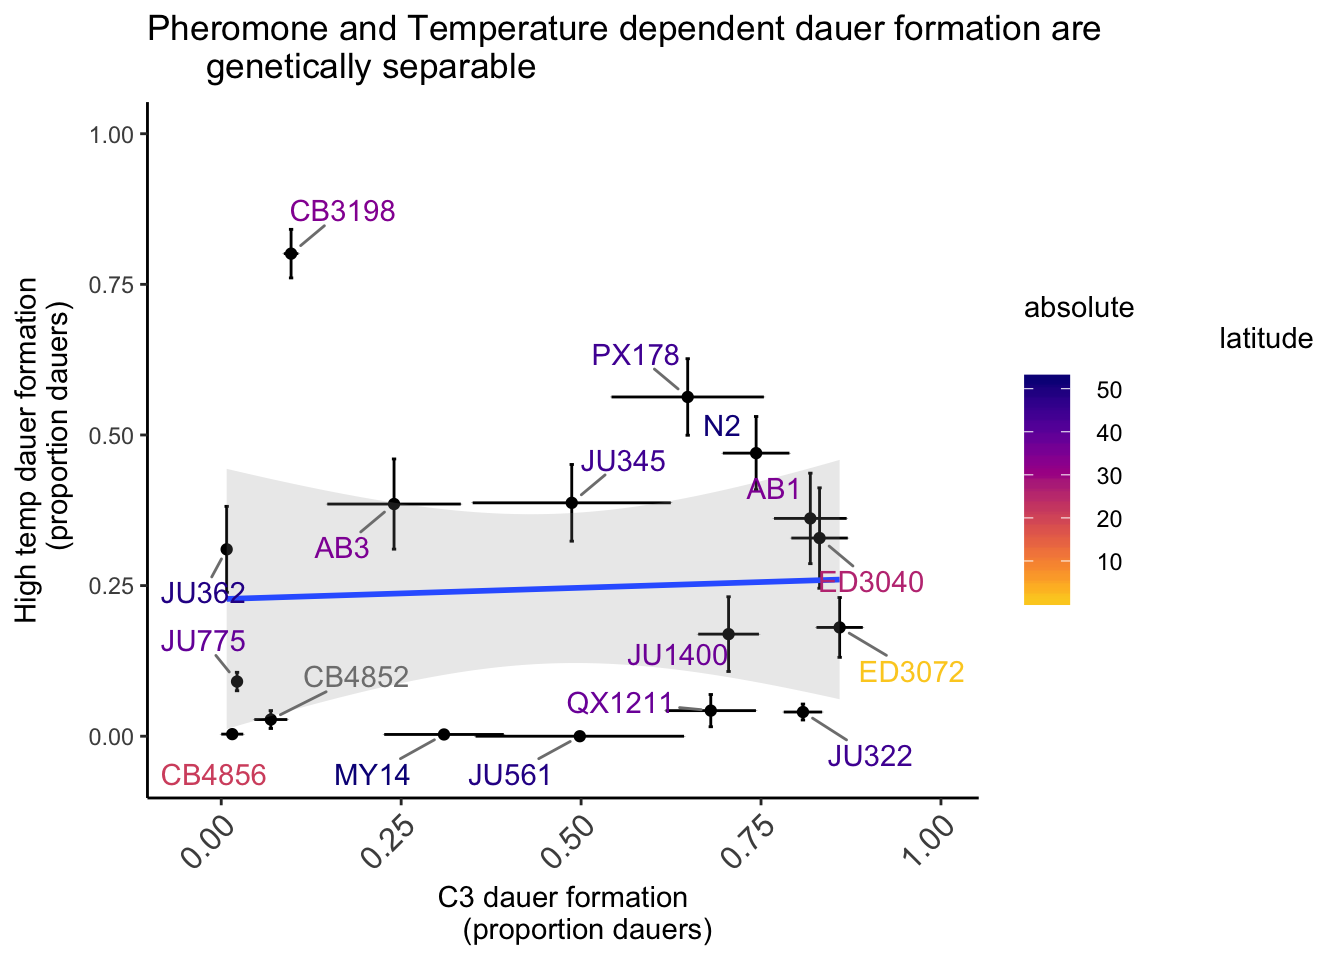 Pheromone and Temperature dependent dauer formation are
genetically separable
High temp dauer formation
(proportion dauers)
1.00
0.75
0.50
0.25
0.00
CB3198
PX178
N2
JU345
AB1
AB3
ED3040
JU362
JU775
JU1400
CB4852
ED3072
QX1211
JU322
CB4856
MY14
JU561
0.00
0.25
0.50
0.75
1.00
C3 dauer formation
(proportion dauers)
absolute
latitude
50
40
30
20
10